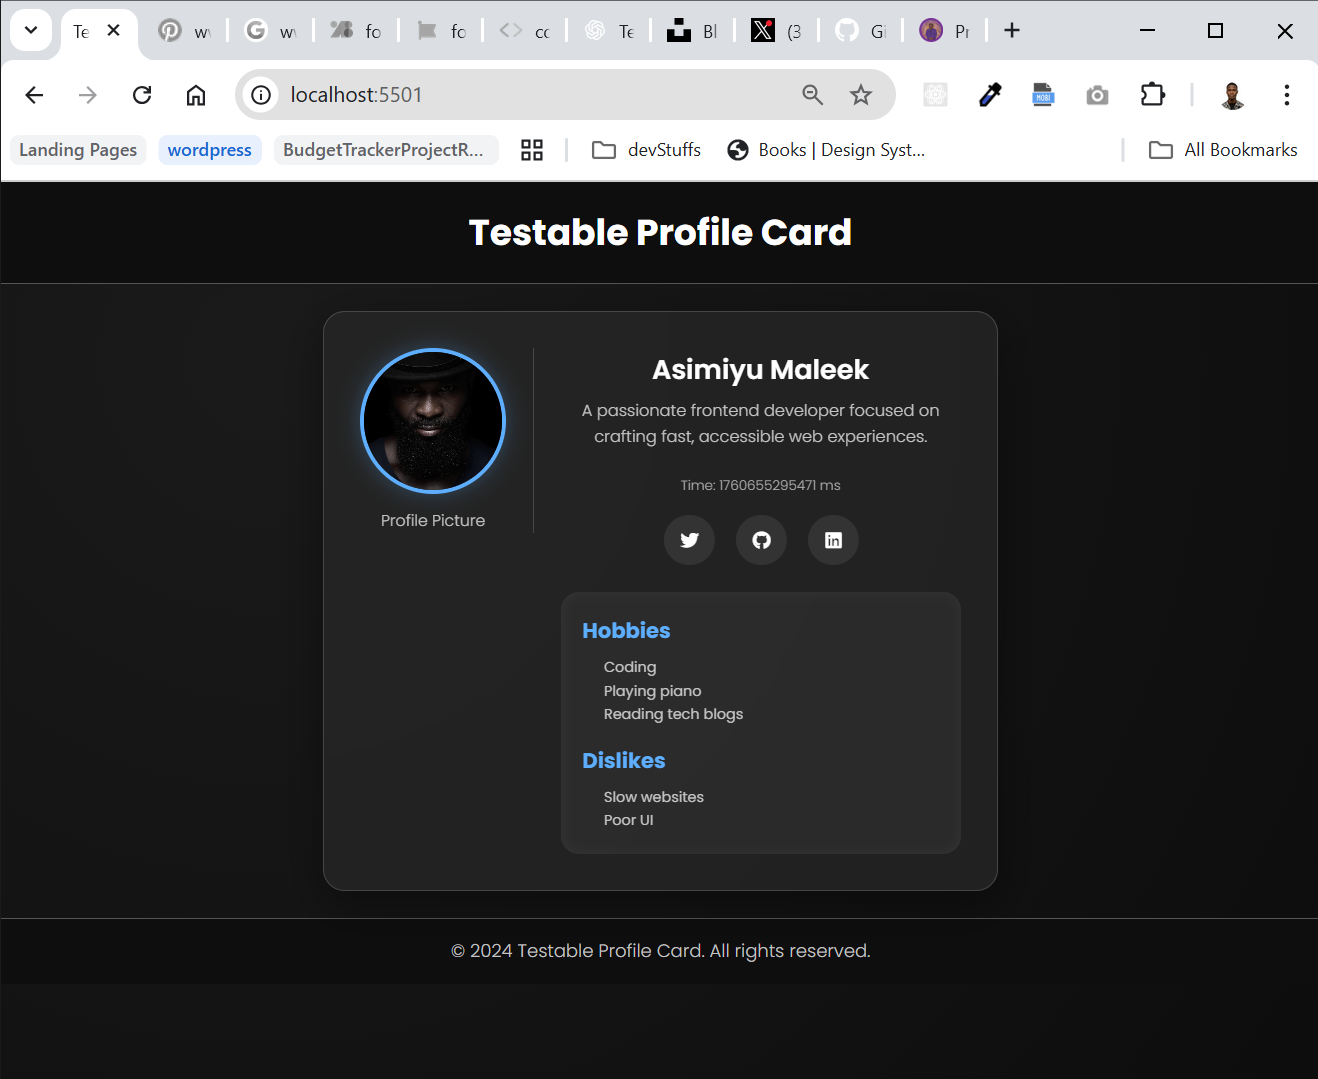 Te
w
w
fo
fo
cc
Te
Bl
(3
Gi
Pr
localhost:5501
MOBI
Landing Pages
wordpress
BudgetTrackerProjectR...
devStuffs
Books | Design Syst...
All Bookmarks
Testable Profile Card
Asimiyu Maleek
A passionate frontend developer focused on
crafting fast, accessible web experiences.
Time: 1760655295471 ms
Profile Picture
Hobbies
Coding
Playing piano
Reading tech blogs
Dislikes
Slow websites
Poor UI
© 2024 Testable Profile Card. All rights reserved.